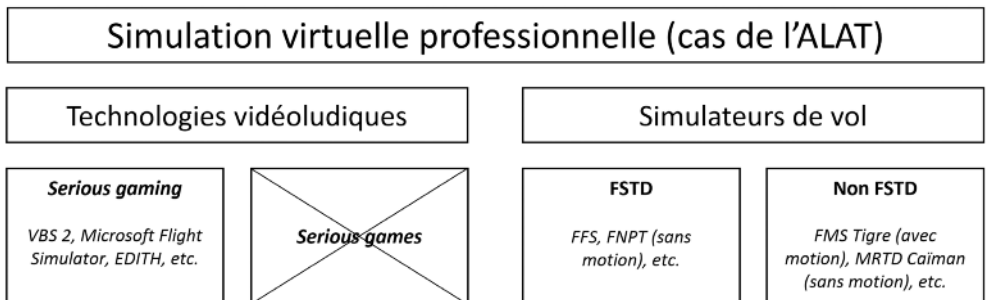 Simulation virtuelle professionnelle (cas de l’ALAT)
Technologies vidéoludiques
Simulateurs de vol
Serious gaming
VBS 2, Microsoft Flight
Simulator, EDITH, etc.
Serious games
FSTD
FFS, FNPT (sans
motion), etc.
Non FSTD
FMS Tigre (avec
motion), MRTD Caïman
(sans motion), etc.